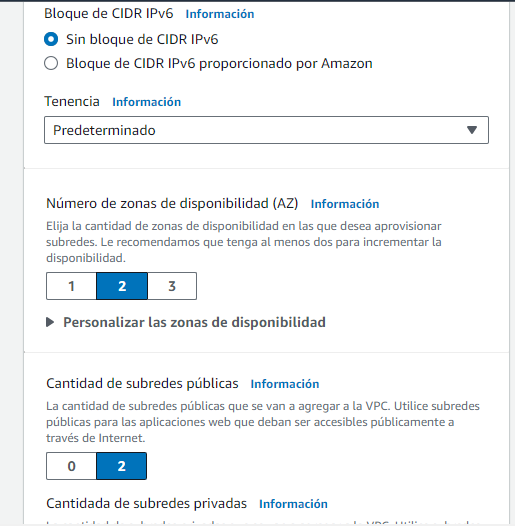 Bloque de CIDR IPv6 Información
Sin bloque de CIDR IPv6
Bloque de CIDR IPv6 proporcionado por Amazon
Tenencia Información
Predeterminado
Número de zonas de disponibilidad (AZ) Información
Elija la cantidad de zonas de disponibilidad en las que desea aprovisionar
subredes. Le recomendamos que tenga al menos dos para incrementar la
disponibilidad.
1 2 3
Personalizar las zonas de disponibilidad
Cantidad de subredes públicas Información
La cantidad de subredes públicas que se van a agregar a la VPC. Utilice subredes
públicas para las aplicaciones web que deban ser accesibles públicamente a
través de Internet.
0 2
Cantidada de subredes privadas Información